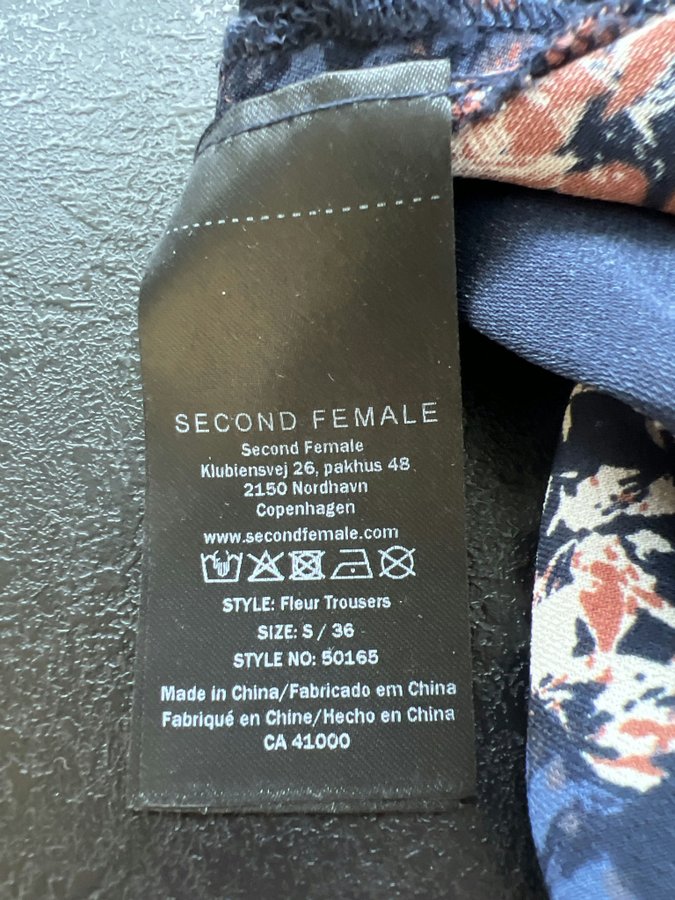 SECOND FEMALE
Second Female
Klubiensvej 26, pakhus 48
2150 Nordhavn
Copenhagen
www.secondfemale.com
STYLE: Fleur Trousers
SIZE: S / 36
STYLE NO: 50165
Made in China/Fabricado em China
Fabriqué en Chine/Hecho en China
CA 41000